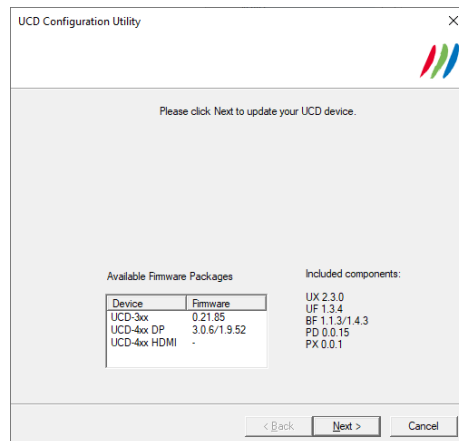 UCD Configuration Utility
Please click Next to update your UCD device.
Available Firmware Packages
Device Firmware
UCD-3xx 0.21.85
UCD-4xx DP 3.0.6/1.9.52
UCD-4xx HDMI -
Included components:
UX 2.3.0
UF 1.3.4
BF 1.1.3/1.4.3
PD 0.0.15
PX 0.0.1
< Back Next > Cancel